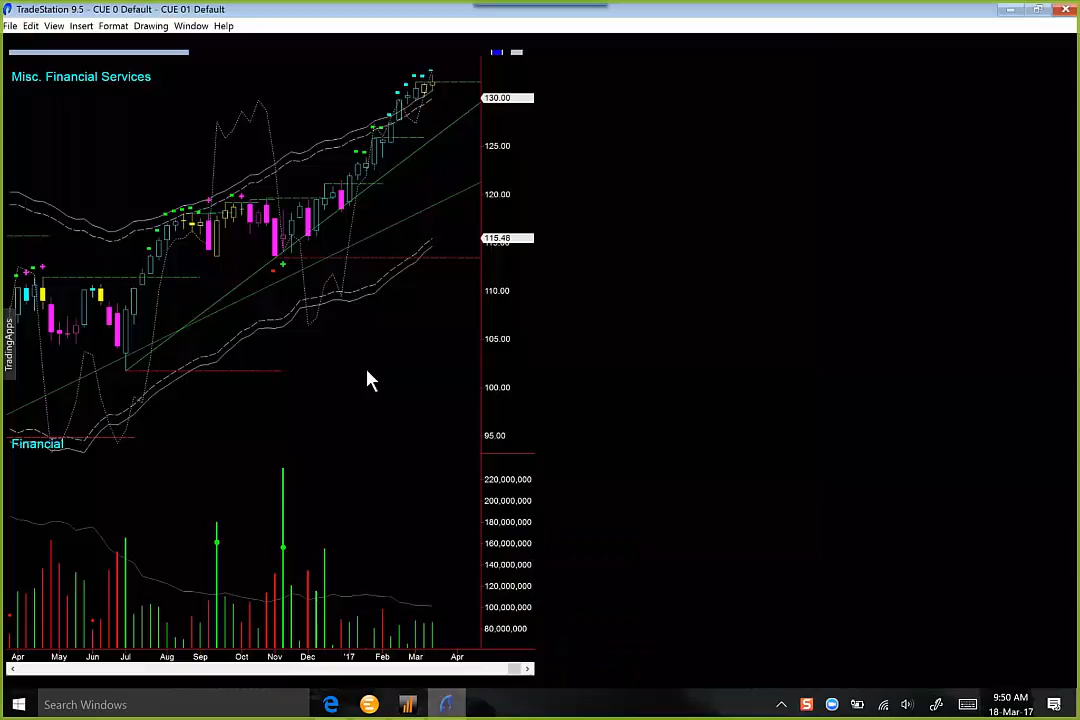 TradeStation 9.5 - CUE 0 Default - CUE 01 Default
File Edit View Insert Format Drawing Window Help
Misc. Financial Services
130.00
125.00
120.00
115.48
110.00
105.00
TradingApps
100.00
95.00
Financial
220,000,000
200,000,000
180,000,000
160,000,000
140,000,000
120,000,000
100,000,000
80,000,000
Apr May Jun Jul Aug Sep Oct Nov Dec '17 Feb Mar Apr
Search Windows
9:50 AM
18-Mar-17